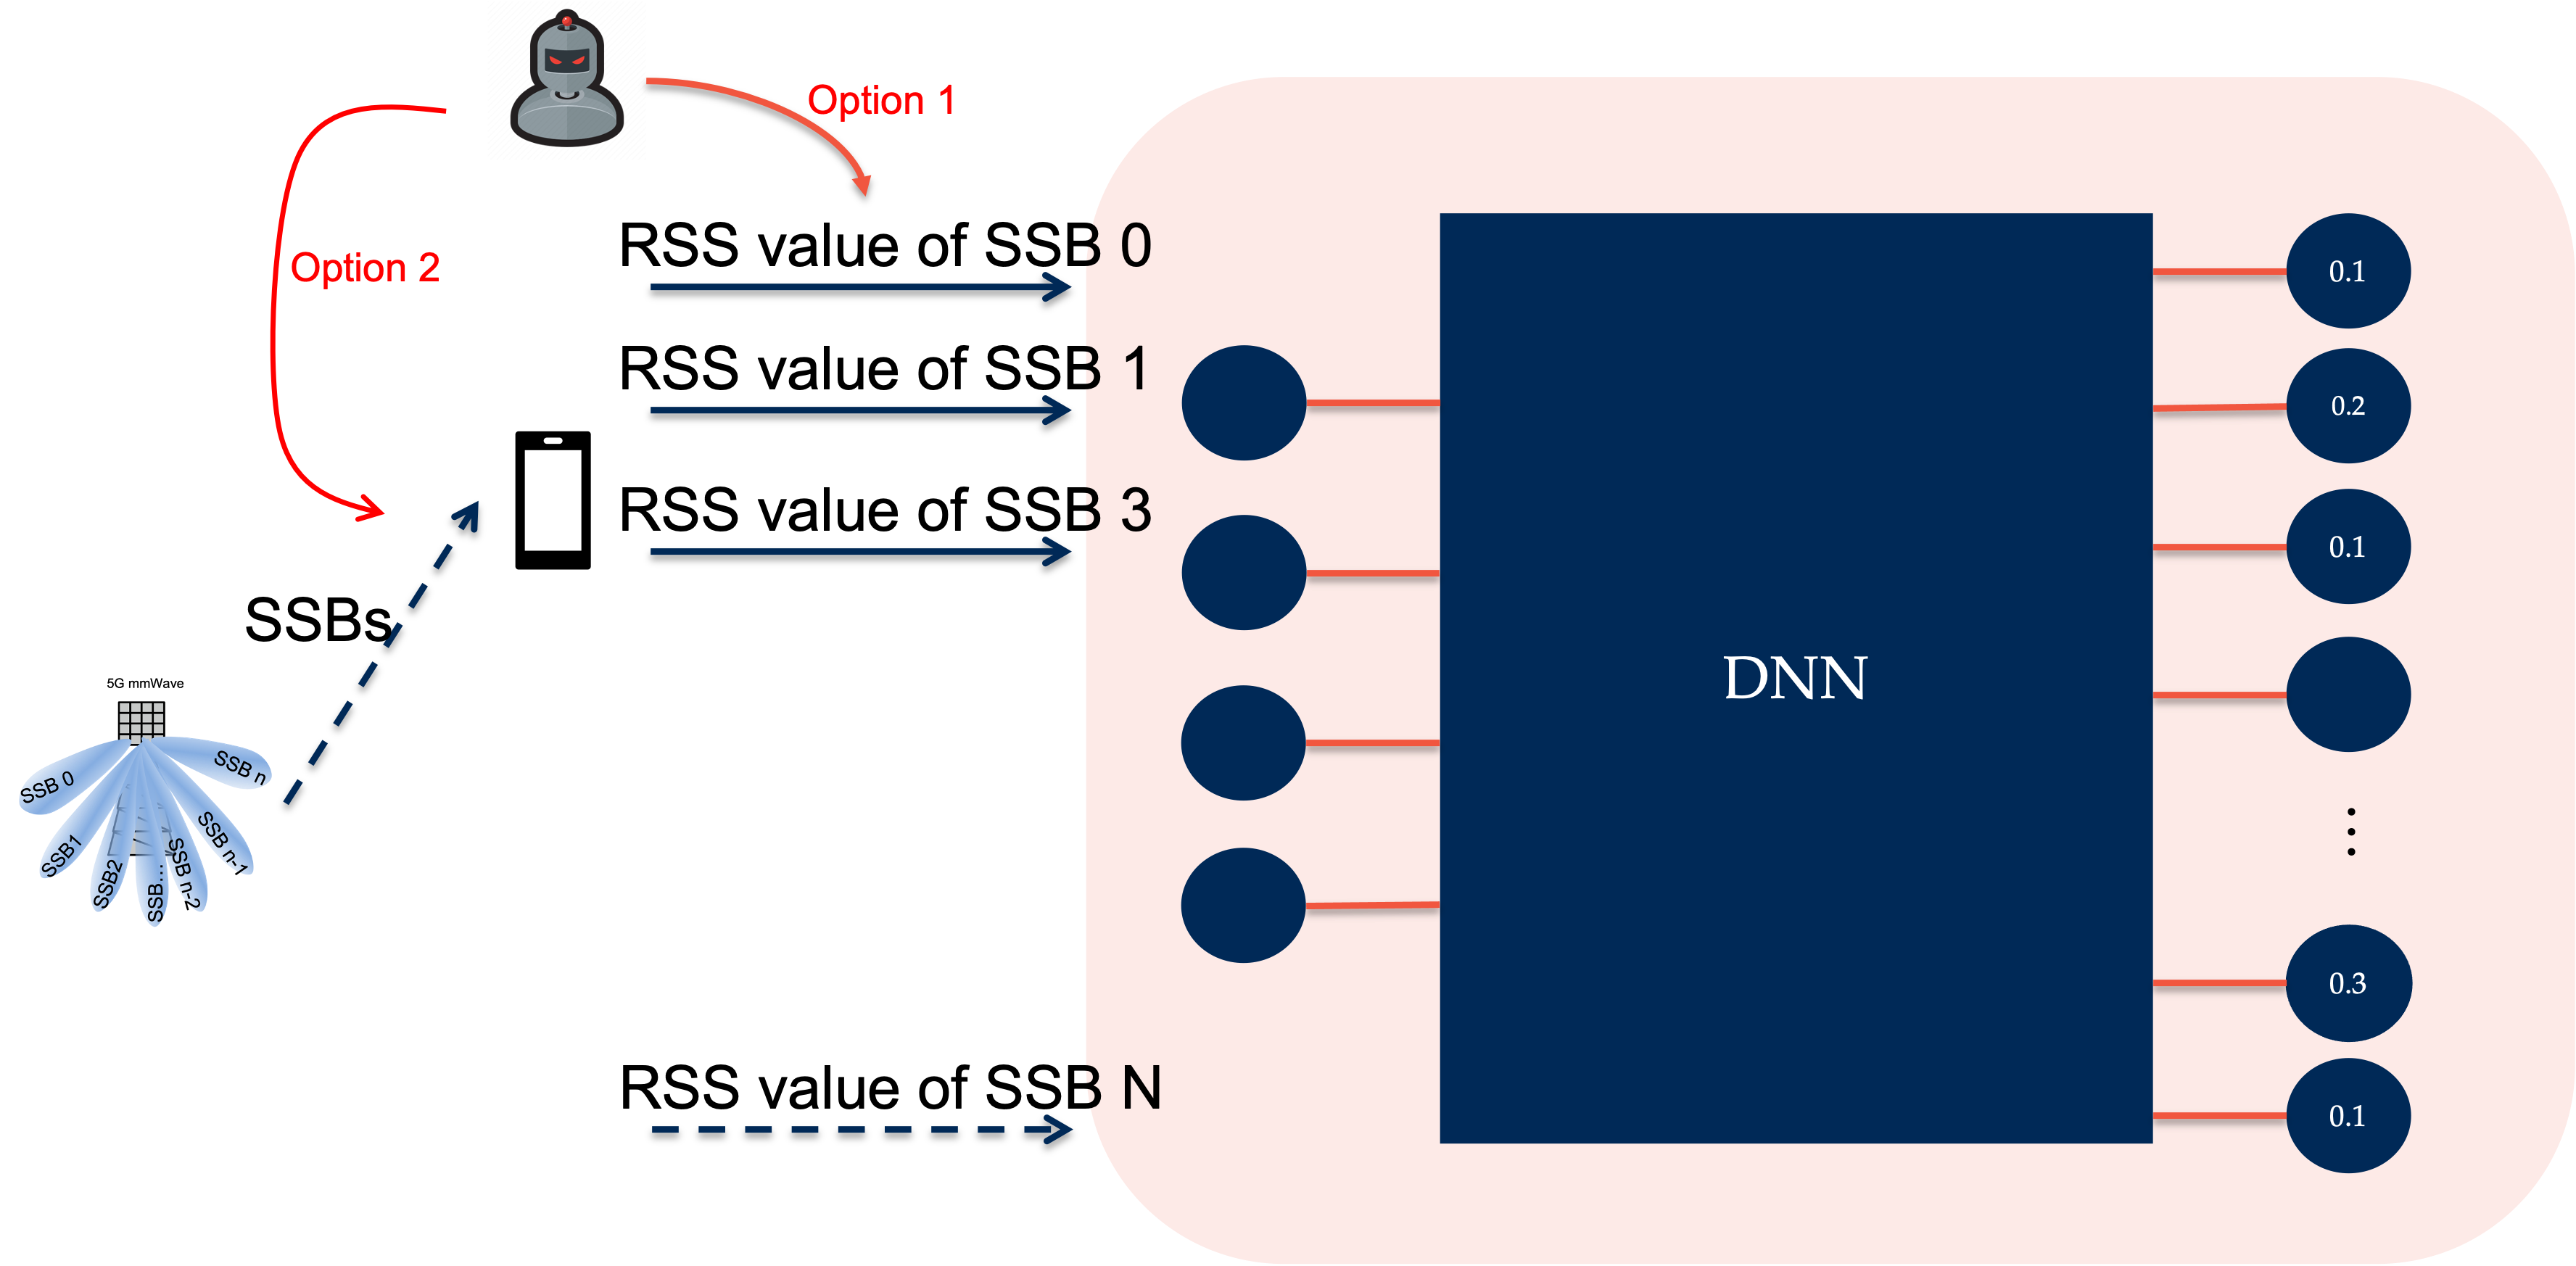 Option 1
Option 2
RSS value of SSB 0
RSS value of SSB 1
RSS value of SSB 3
SSBs
5G mmWave
SSB 0
SSB1
SSB2
SSB...
SSB n-2
SSB n-1
SSB n
RSS value of SSB N
DNN
0.1
0.2
0.1
⋮
0.3
0.1